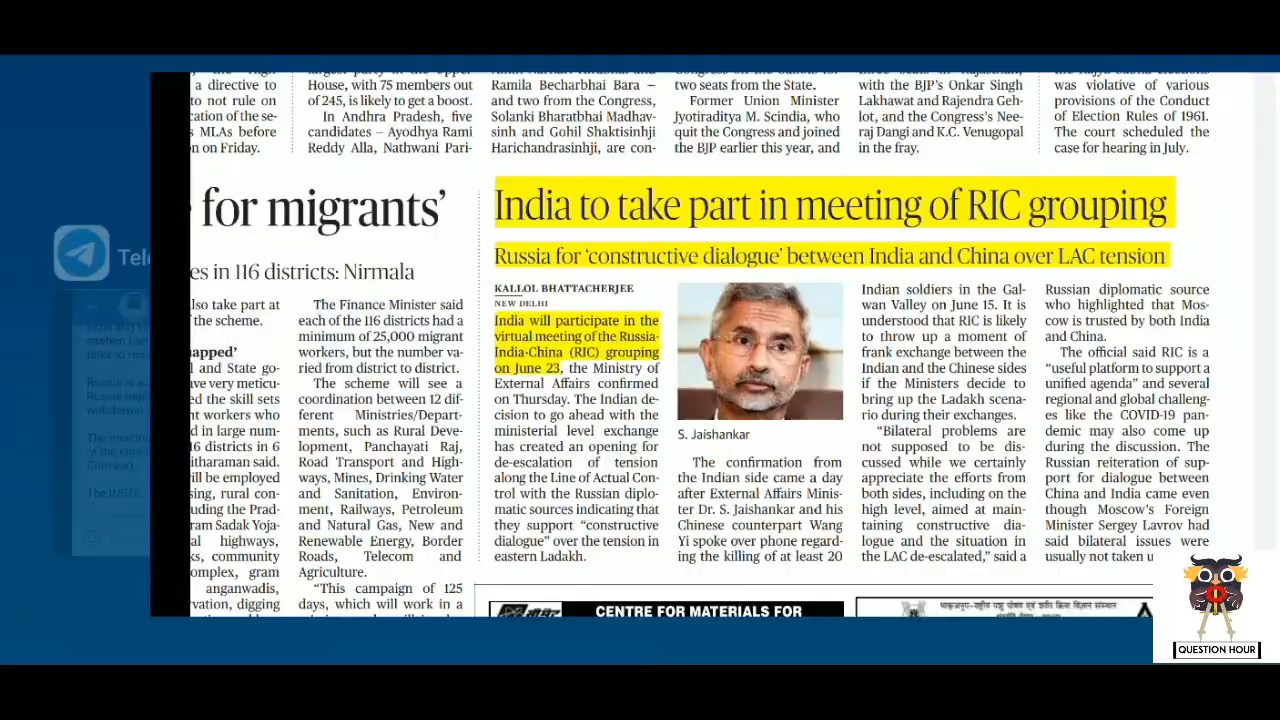 a directive to
to not rule on
cation of the se-
s MLAs before
n on Friday.
House, with 75 members out
of 245, is likely to get a boost.
In Andhra Pradesh, five
candidates – Ayodhya Rami
Reddy Alla, Nathwani Pari-
Ramila Becharbhai Bara –
and two from the Congress,
Solanki Bharatbhai Madhav-
sinh and Gohil Shaktisinhji
Harichandrasinhji, are con-
two seats from the State.
Former Union Minister
Jyotiraditya M. Scindia, who
quit the Congress and joined
the BJP earlier this year, and
with the BJP's Onkar Singh
Lakhawat and Rajendra Geh-
lot, and the Congress's Nee-
raj Dangi and K.C. Venugopal
in the fray.
was violative of various
provisions of the Conduct
of Election Rules of 1961.
The court scheduled the
case for hearing in July.
for migrants'
es in 116 districts: Nirmala
lso take part at
the scheme.
apped'
l and State go-
ave very meticu-
ed the skill sets
nt workers who
d in large num-
16 districts in 6
itharaman said.
ill be employed
sing, rural con-
uding the Prad-
ram Sadak Yoja-
al highways,
ks, community
omplex, gram
anganwadis,
vation, digging
The Finance Minister said
each of the 116 districts had a
minimum of 25,000 migrant
workers, but the number va-
ried from district to district.
The scheme will see a
coordination between 12 dif-
ferent Ministries/Depart-
ments, such as Rural Deve-
lopment, Panchayati Raj,
Road Transport and High-
ways, Mines, Drinking Water
and Sanitation, Environ-
ment, Railways, Petroleum
and Natural Gas, New and
Renewable Energy, Border
Roads, Telecom and
Agriculture.
"This campaign of 125
days, which will work in a
India to take part in meeting of RIC grouping
Russia for 'constructive dialogue' between India and China over LAC tension
KALLOL BHATTACHERJEE
NEW DELHI
India will participate in the
virtual meeting of the Russia-
India-China (RIC) grouping
on June 23, the Ministry of
External Affairs confirmed
on Thursday. The Indian de-
cision to go ahead with the
ministerial level exchange
has created an opening for
de-escalation of tension
along the Line of Actual Con-
trol with the Russian diplo-
matic sources indicating that
they support "constructive
dialogue" over the tension in
eastern Ladakh.
S. Jaishankar
The confirmation from
the Indian side came a day
after External Affairs Minis-
ter Dr. S. Jaishankar and his
Chinese counterpart Wang
Yi spoke over phone regard-
ing the killing of at least 20
Indian soldiers in the Gal-
wan Valley on June 15. It is
understood that RIC is likely
to throw up a moment of
frank exchange between the
Indian and the Chinese sides
if the Ministers decide to
bring up the Ladakh scena-
rio during their exchanges.
"Bilateral problems are
not supposed to be dis-
cussed while we certainly
appreciate the efforts from
both sides, including on the
high level, aimed at main-
taining constructive dia-
logue and the situation in
the LAC de-escalated," said a
Russian diplomatic source
who highlighted that Mos-
cow is trusted by both India
and China.
The official said RIC is a
"useful platform to support a
unified agenda" and several
regional and global challeng-
es like the COVID-19 pan-
demic may also come up
during the discussion. The
Russian reiteration of sup-
port for dialogue between
China and India came even
though Moscow's Foreign
Minister Sergey Lavrov had
said bilateral issues were
usually not taken u
CENTRE FOR MATERIALS FOR
Tele
QUESTION HOUR